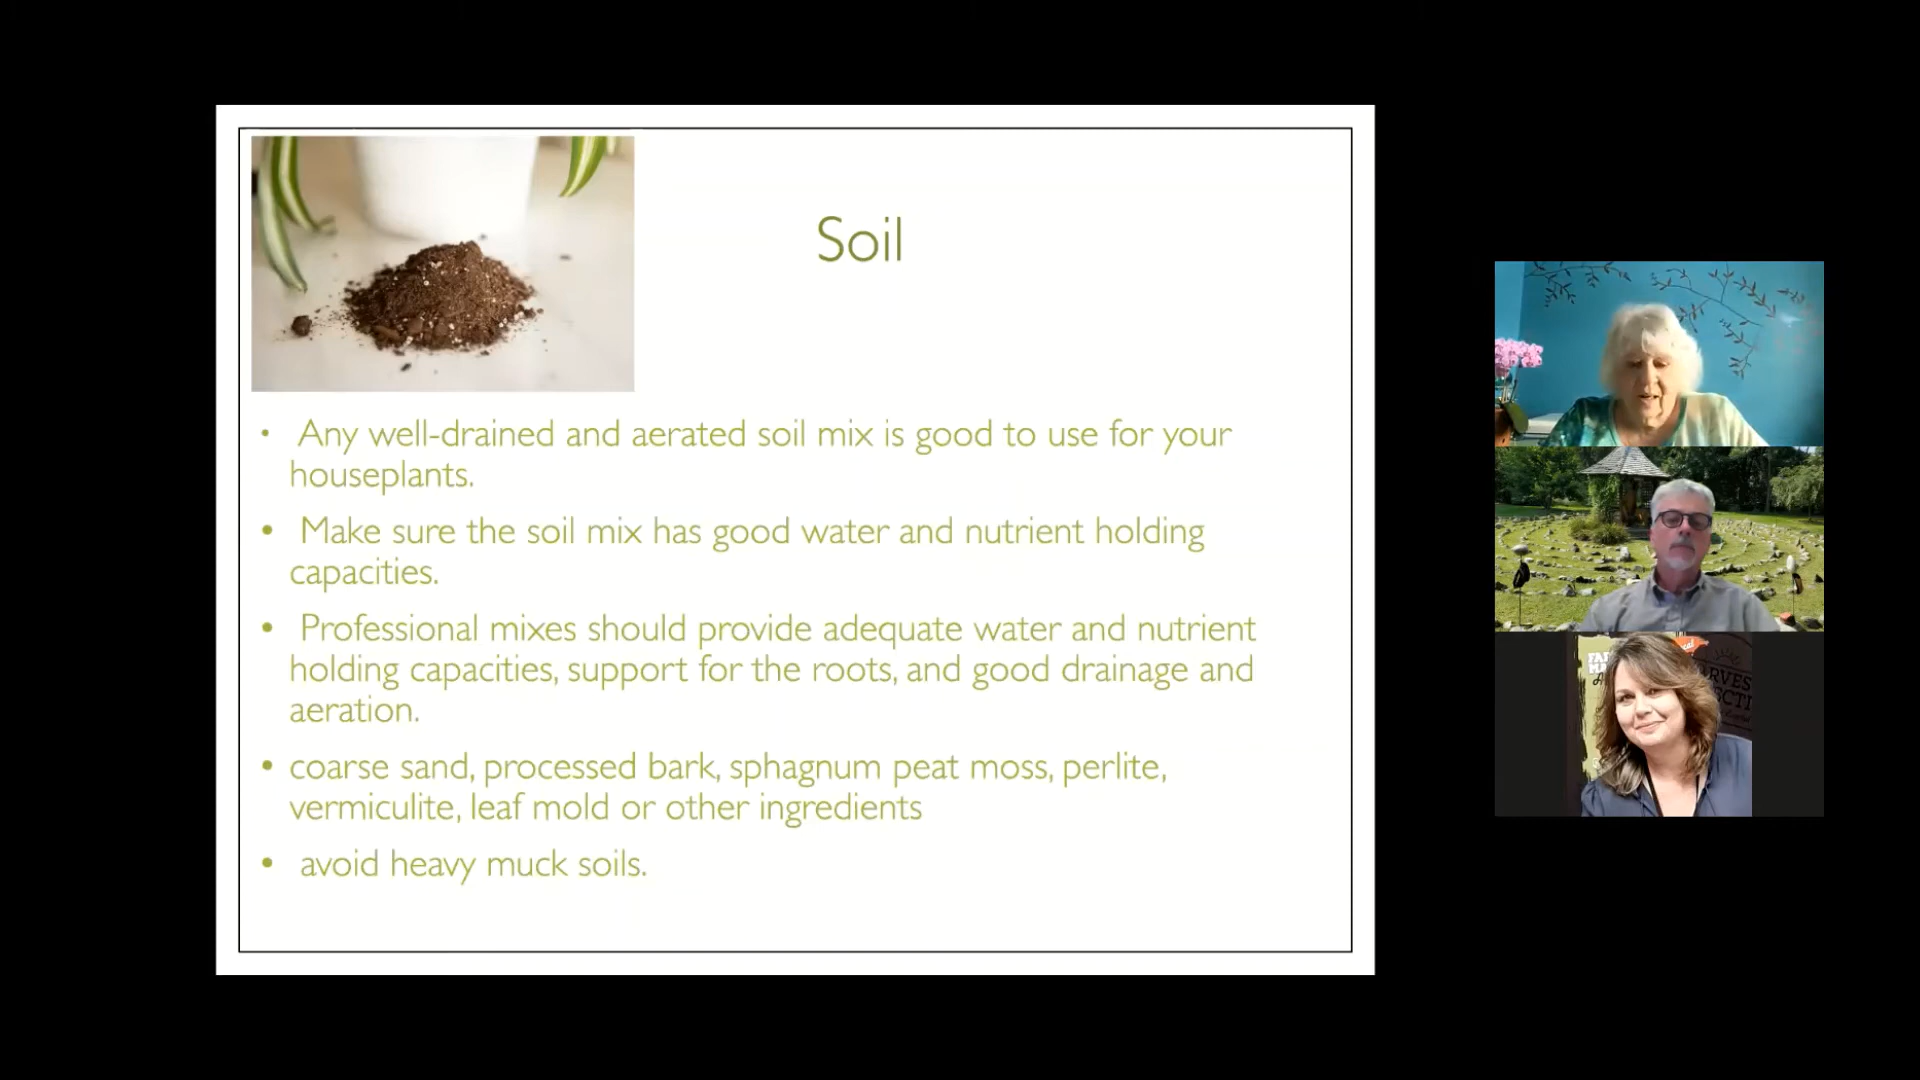 Soil
• Any well-drained and aerated soil mix is good to use for your
houseplants.
• Make sure the soil mix has good water and nutrient holding
capacities.
• Professional mixes should provide adequate water and nutrient
holding capacities, support for the roots, and good drainage and
aeration.
• coarse sand, processed bark, sphagnum peat moss, perlite,
vermiculite, leaf mold or other ingredients
• avoid heavy muck soils.